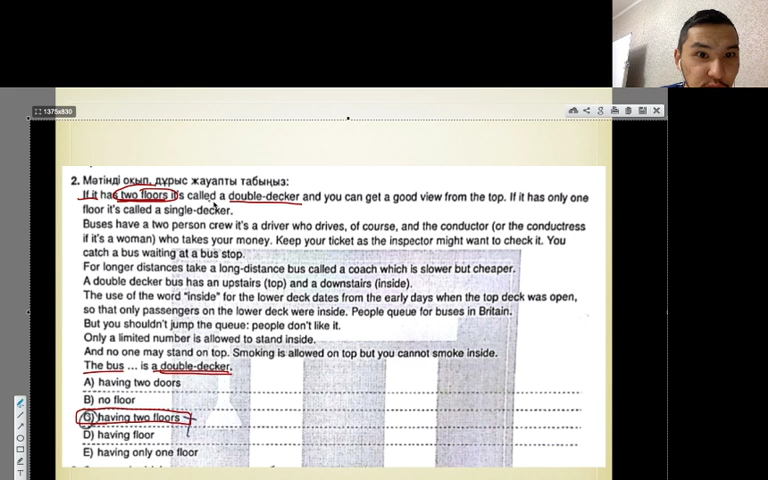 1375x830
2. Мәтінді оқып, дұрыс жауапты табыңыз:
If it has two floors it's called a double-decker and you can get a good view from the top. If it has only one
floor it's called a single-decker.
Buses have a two person crew it's a driver who drives, of course, and the conductor (or the conductress
if it's a woman) who takes your money. Keep your ticket as the inspector might want to check it. You
catch a bus waiting at a bus stop.
For longer distances take a long-distance bus called a coach which is slower but cheaper.
A double decker bus has an upstairs (top) and a downstairs (inside).
The use of the word "inside" for the lower deck dates from the early days when the top deck was open,
so that only passengers on the lower deck were inside. People queue for buses in Britain.
But you shouldn't jump the queue: people don't like it.
Only a limited number is allowed to stand inside.
And no one may stand on top. Smoking is allowed on top but you cannot smoke inside.
The bus ... is a double-decker.
A) having two doors
B) no floor
C) having two floors
D) having floor
E) having only one floor